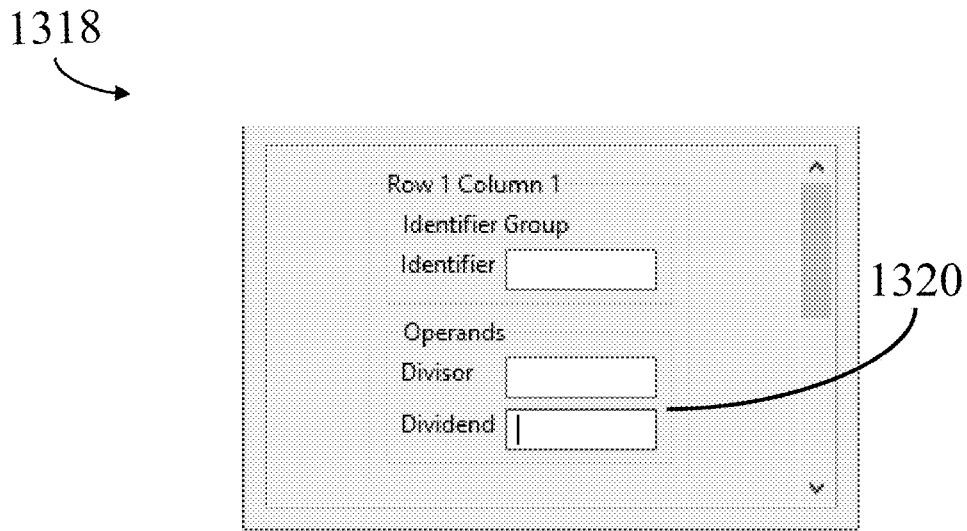 1318
Row 1 Column 1
Identifier Group
Identifier
1320
Operands
Divisor
Dividend